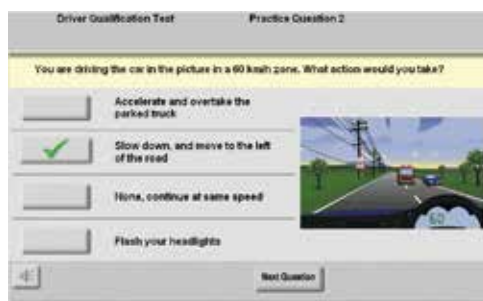 Driver Qualification Test Practice Question 2
You are driving the car in the picture in a 60 km/h zone. What action would you take?
Accelerate and overtake the
parked truck
Slow down, and move to the left
of the road
None, continue at same speed
Flash your headlights
60
Next Question